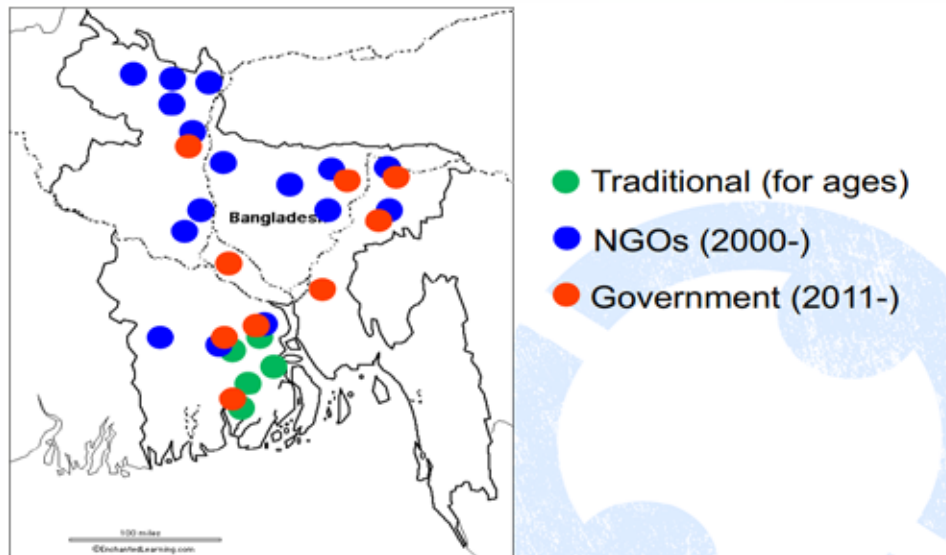 Bangladesh
Traditional (for ages)
NGOs (2000-)
Government (2011-)
100 miles
©EnchantedLearning.com